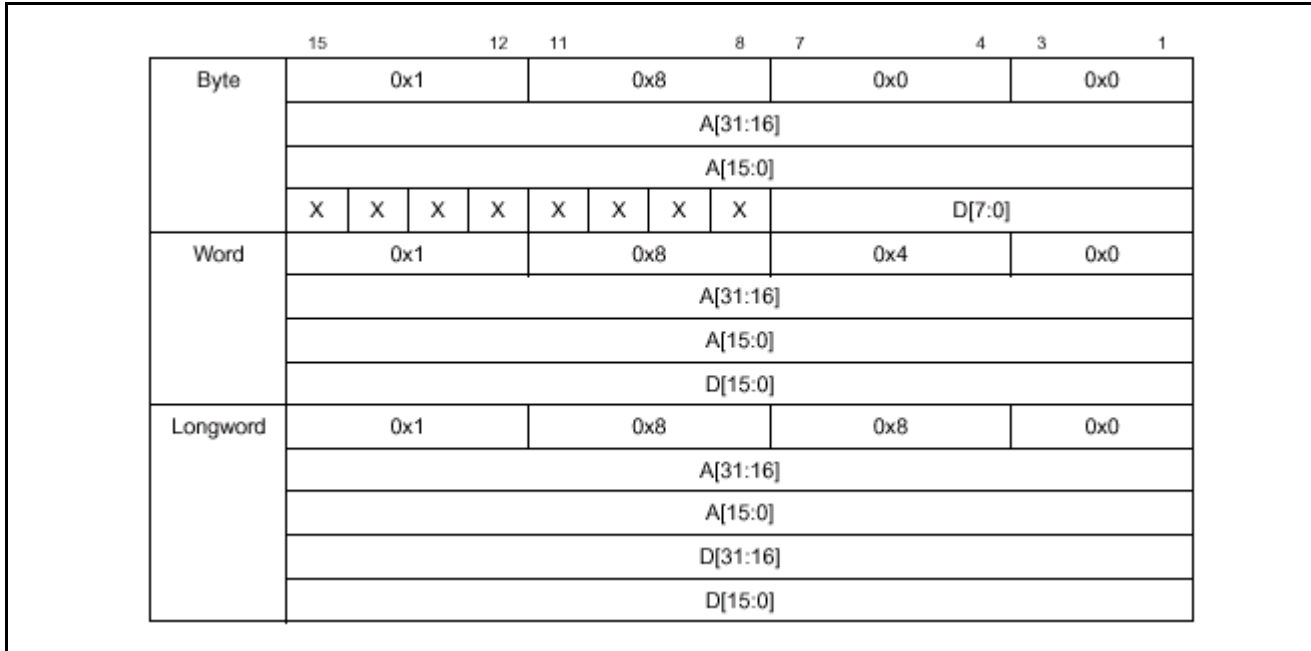 15 12 11 8 7 4 3 1
Byte 0x1 0x8 0x0 0x0
A[31:16]
A[15:0]
X X X X X X X X D[7:0]
Word 0x1 0x8 0x4 0x0
A[31:16]
A[15:0]
D[15:0]
Longword 0x1 0x8 0x8 0x0
A[31:16]
A[15:0]
D[31:16]
D[15:0]